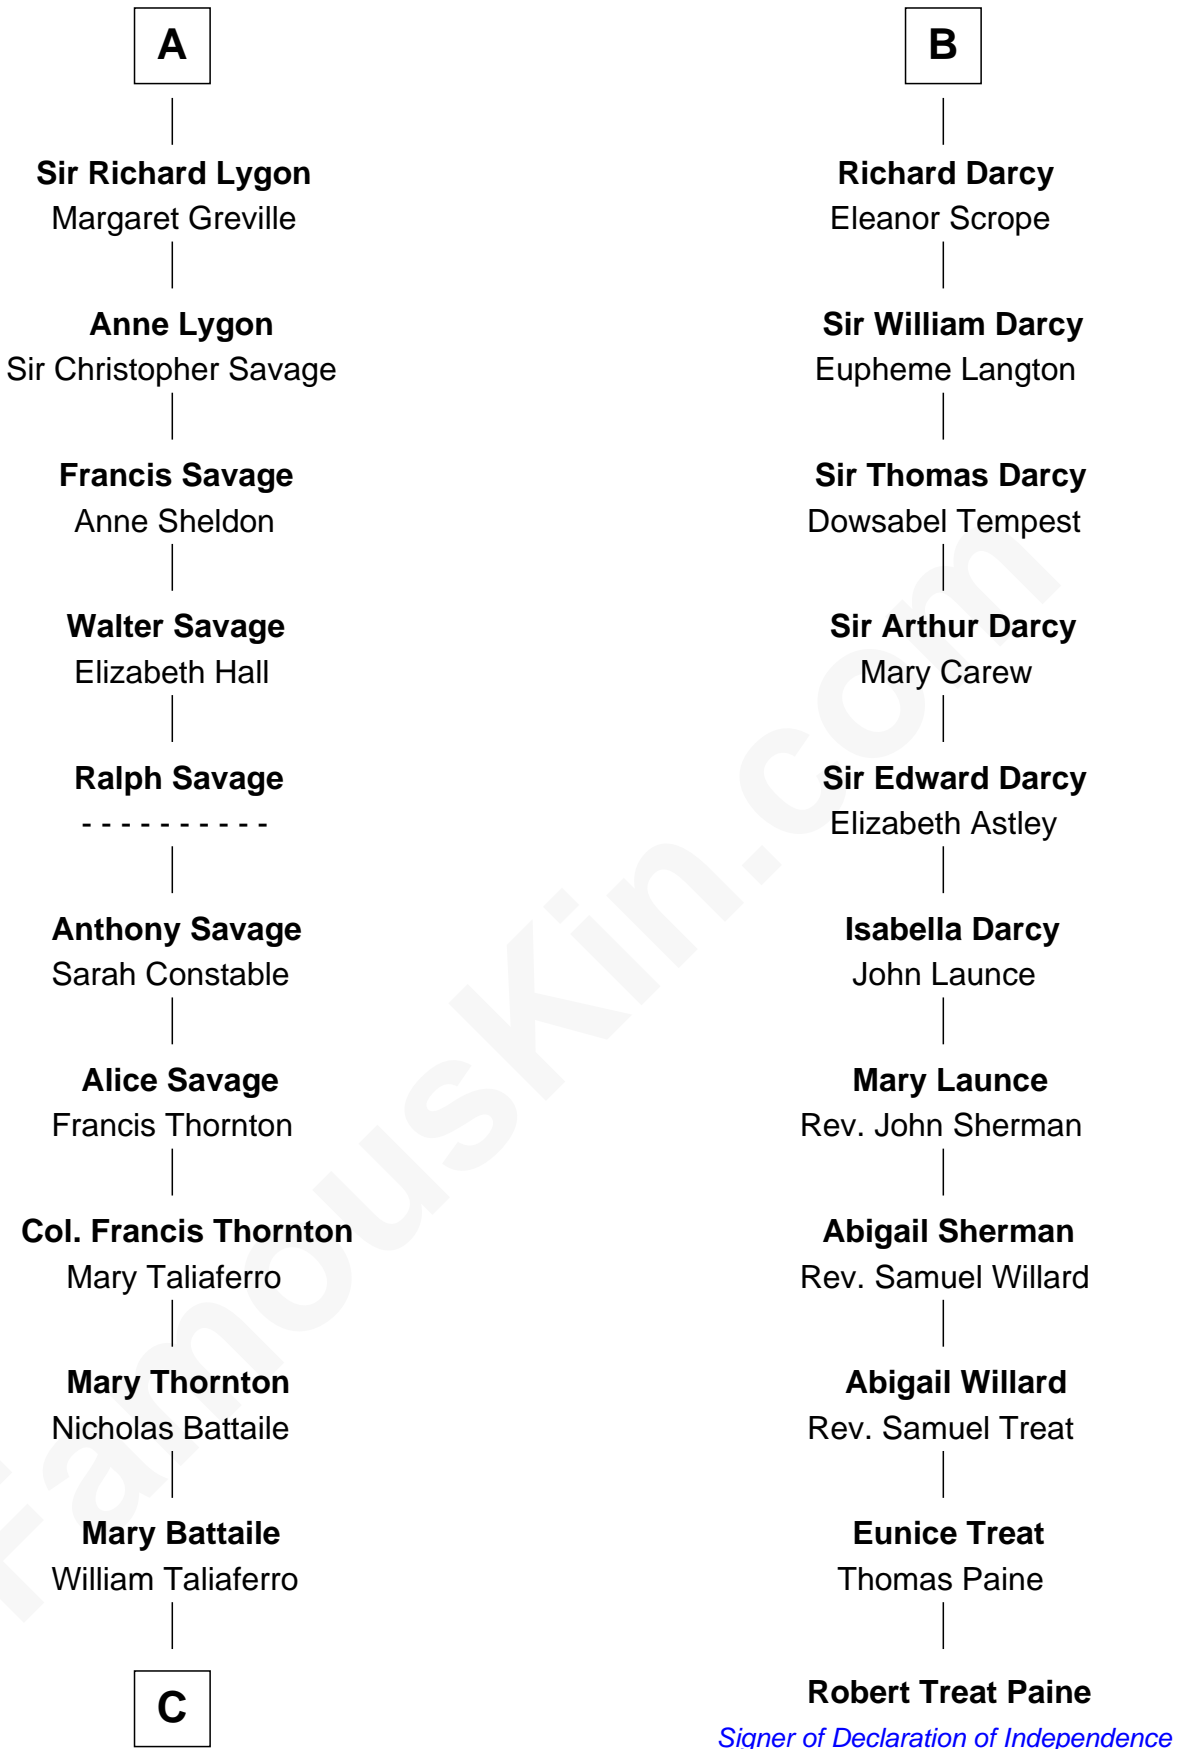 A
Sir Richard Lygon
Margaret Greville
Anne Lygon
Sir Christopher Savage
Francis Savage
Anne Sheldon
Walter Savage
Elizabeth Hall
Ralph Savage
- - - - - - - - - -
Anthony Savage
Sarah Constable
Alice Savage
Francis Thornton
Col. Francis Thornton
Mary Taliaferro
Mary Thornton
Nicholas Battaile
Mary Battaile
William Taliaferro
C
B
Richard Darcy
Eleanor Scrope
Sir William Darcy
Eupheme Langton
Sir Thomas Darcy
Dowsabel Tempest
Sir Arthur Darcy
Mary Carew
Sir Edward Darcy
Elizabeth Astley
Isabella Darcy
John Launce
Mary Launce
Rev. John Sherman
Abigail Sherman
Rev. Samuel Willard
Abigail Willard
Rev. Samuel Treat
Eunice Treat
Thomas Paine
Robert Treat Paine
Signer of Declaration of Independence
FamousKin.com